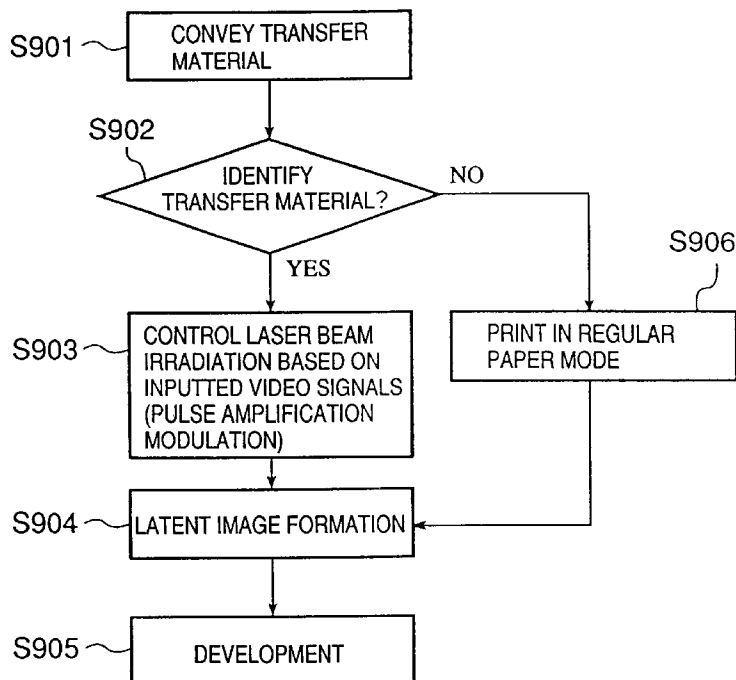 S901
CONVEY TRANSFER
MATERIAL
S902
IDENTIFY
TRANSFER MATERIAL?
NO
YES
S906
S903
CONTROL LASER BEAM
IRRADIATION BASED ON
INPUTTED VIDEO SIGNALS
(PULSE AMPLIFICATION
MODULATION)
PRINT IN REGULAR
PAPER MODE
S904
LATENT IMAGE FORMATION
S905
DEVELOPMENT